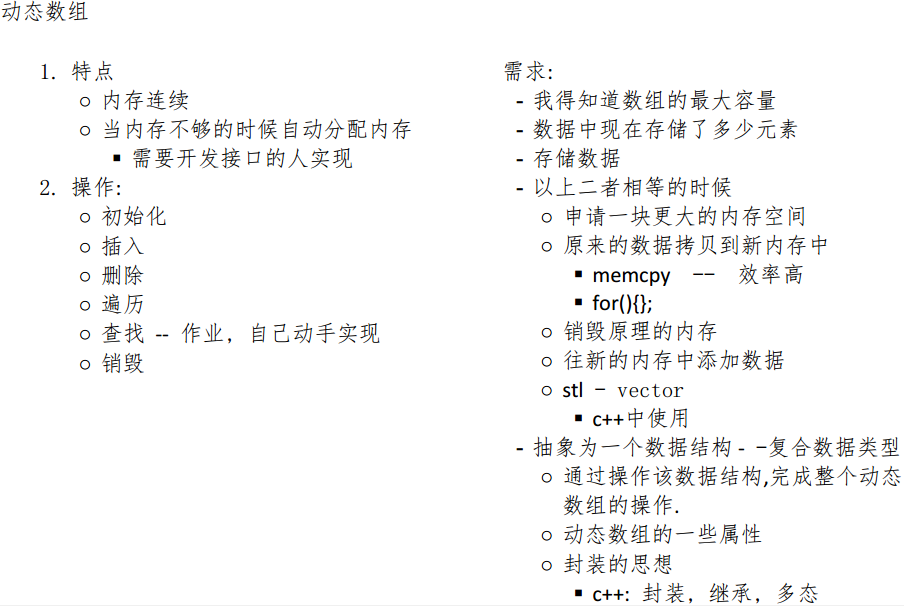 动态数组
1. 特点
○ 内存连续
○ 当内存不够的时候自动分配内存
▪ 需要开发接口的人实现
2. 操作:
○ 初始化
○ 插入
○ 删除
○ 遍历
○ 查找 -- 作业，自己动手实现
○ 销毁
需求:
- 我得知道数组的最大容量
- 数据中现在存储了多少元素
- 存储数据
- 以上二者相等的时候
○ 申请一块更大的内存空间
○ 原来的数据拷贝到新内存中
▪ memcpy -- 效率高
▪ for(){};
○ 销毁原理的内存
○ 往新的内存中添加数据
○ stl - vector
▪ c++中使用
- 抽象为一个数据结构 - -复合数据类型
○ 通过操作该数据结构,完成整个动态
数组的操作.
○ 动态数组的一些属性
○ 封装的思想
▪ c++: 封装，继承，多态